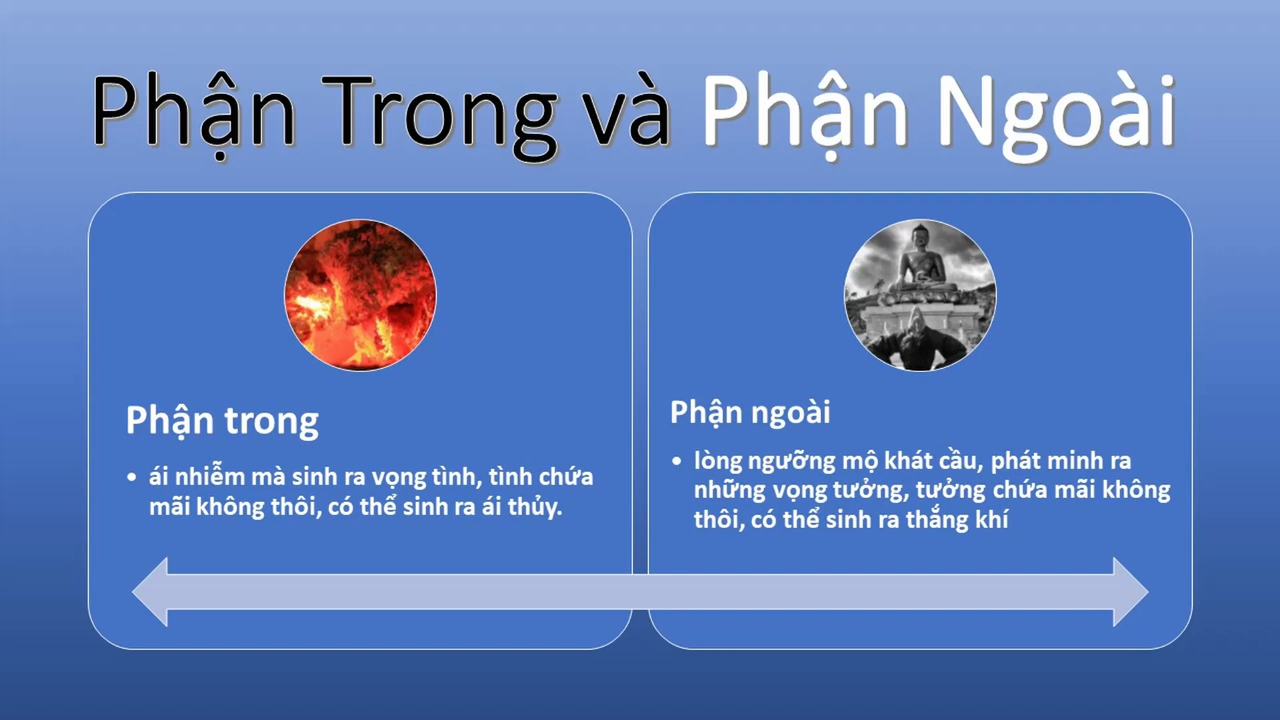 Phận Trong và Phận Ngoài
Phận trong
• ái nhiễm mà sinh ra vọng tình, tình chứa
mãi không thôi, có thể sinh ra ái thủy.
Phận ngoài
• lòng ngưỡng mộ khát cầu, phát minh ra
những vọng tưởng, tưởng chứa mãi không
thôi, có thể sinh ra thắng khí